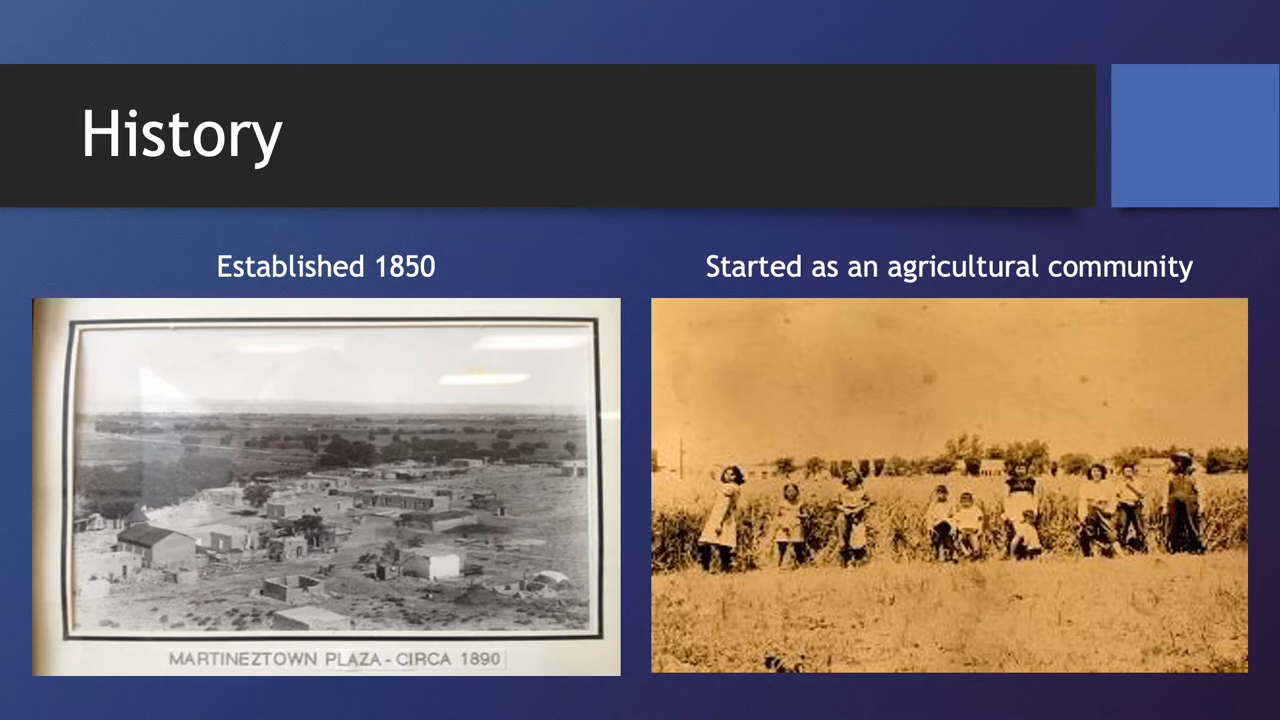 History
Established 1850
Started as an agricultural community
MARTINEZTOWN PLAZA - CIRCA 1890